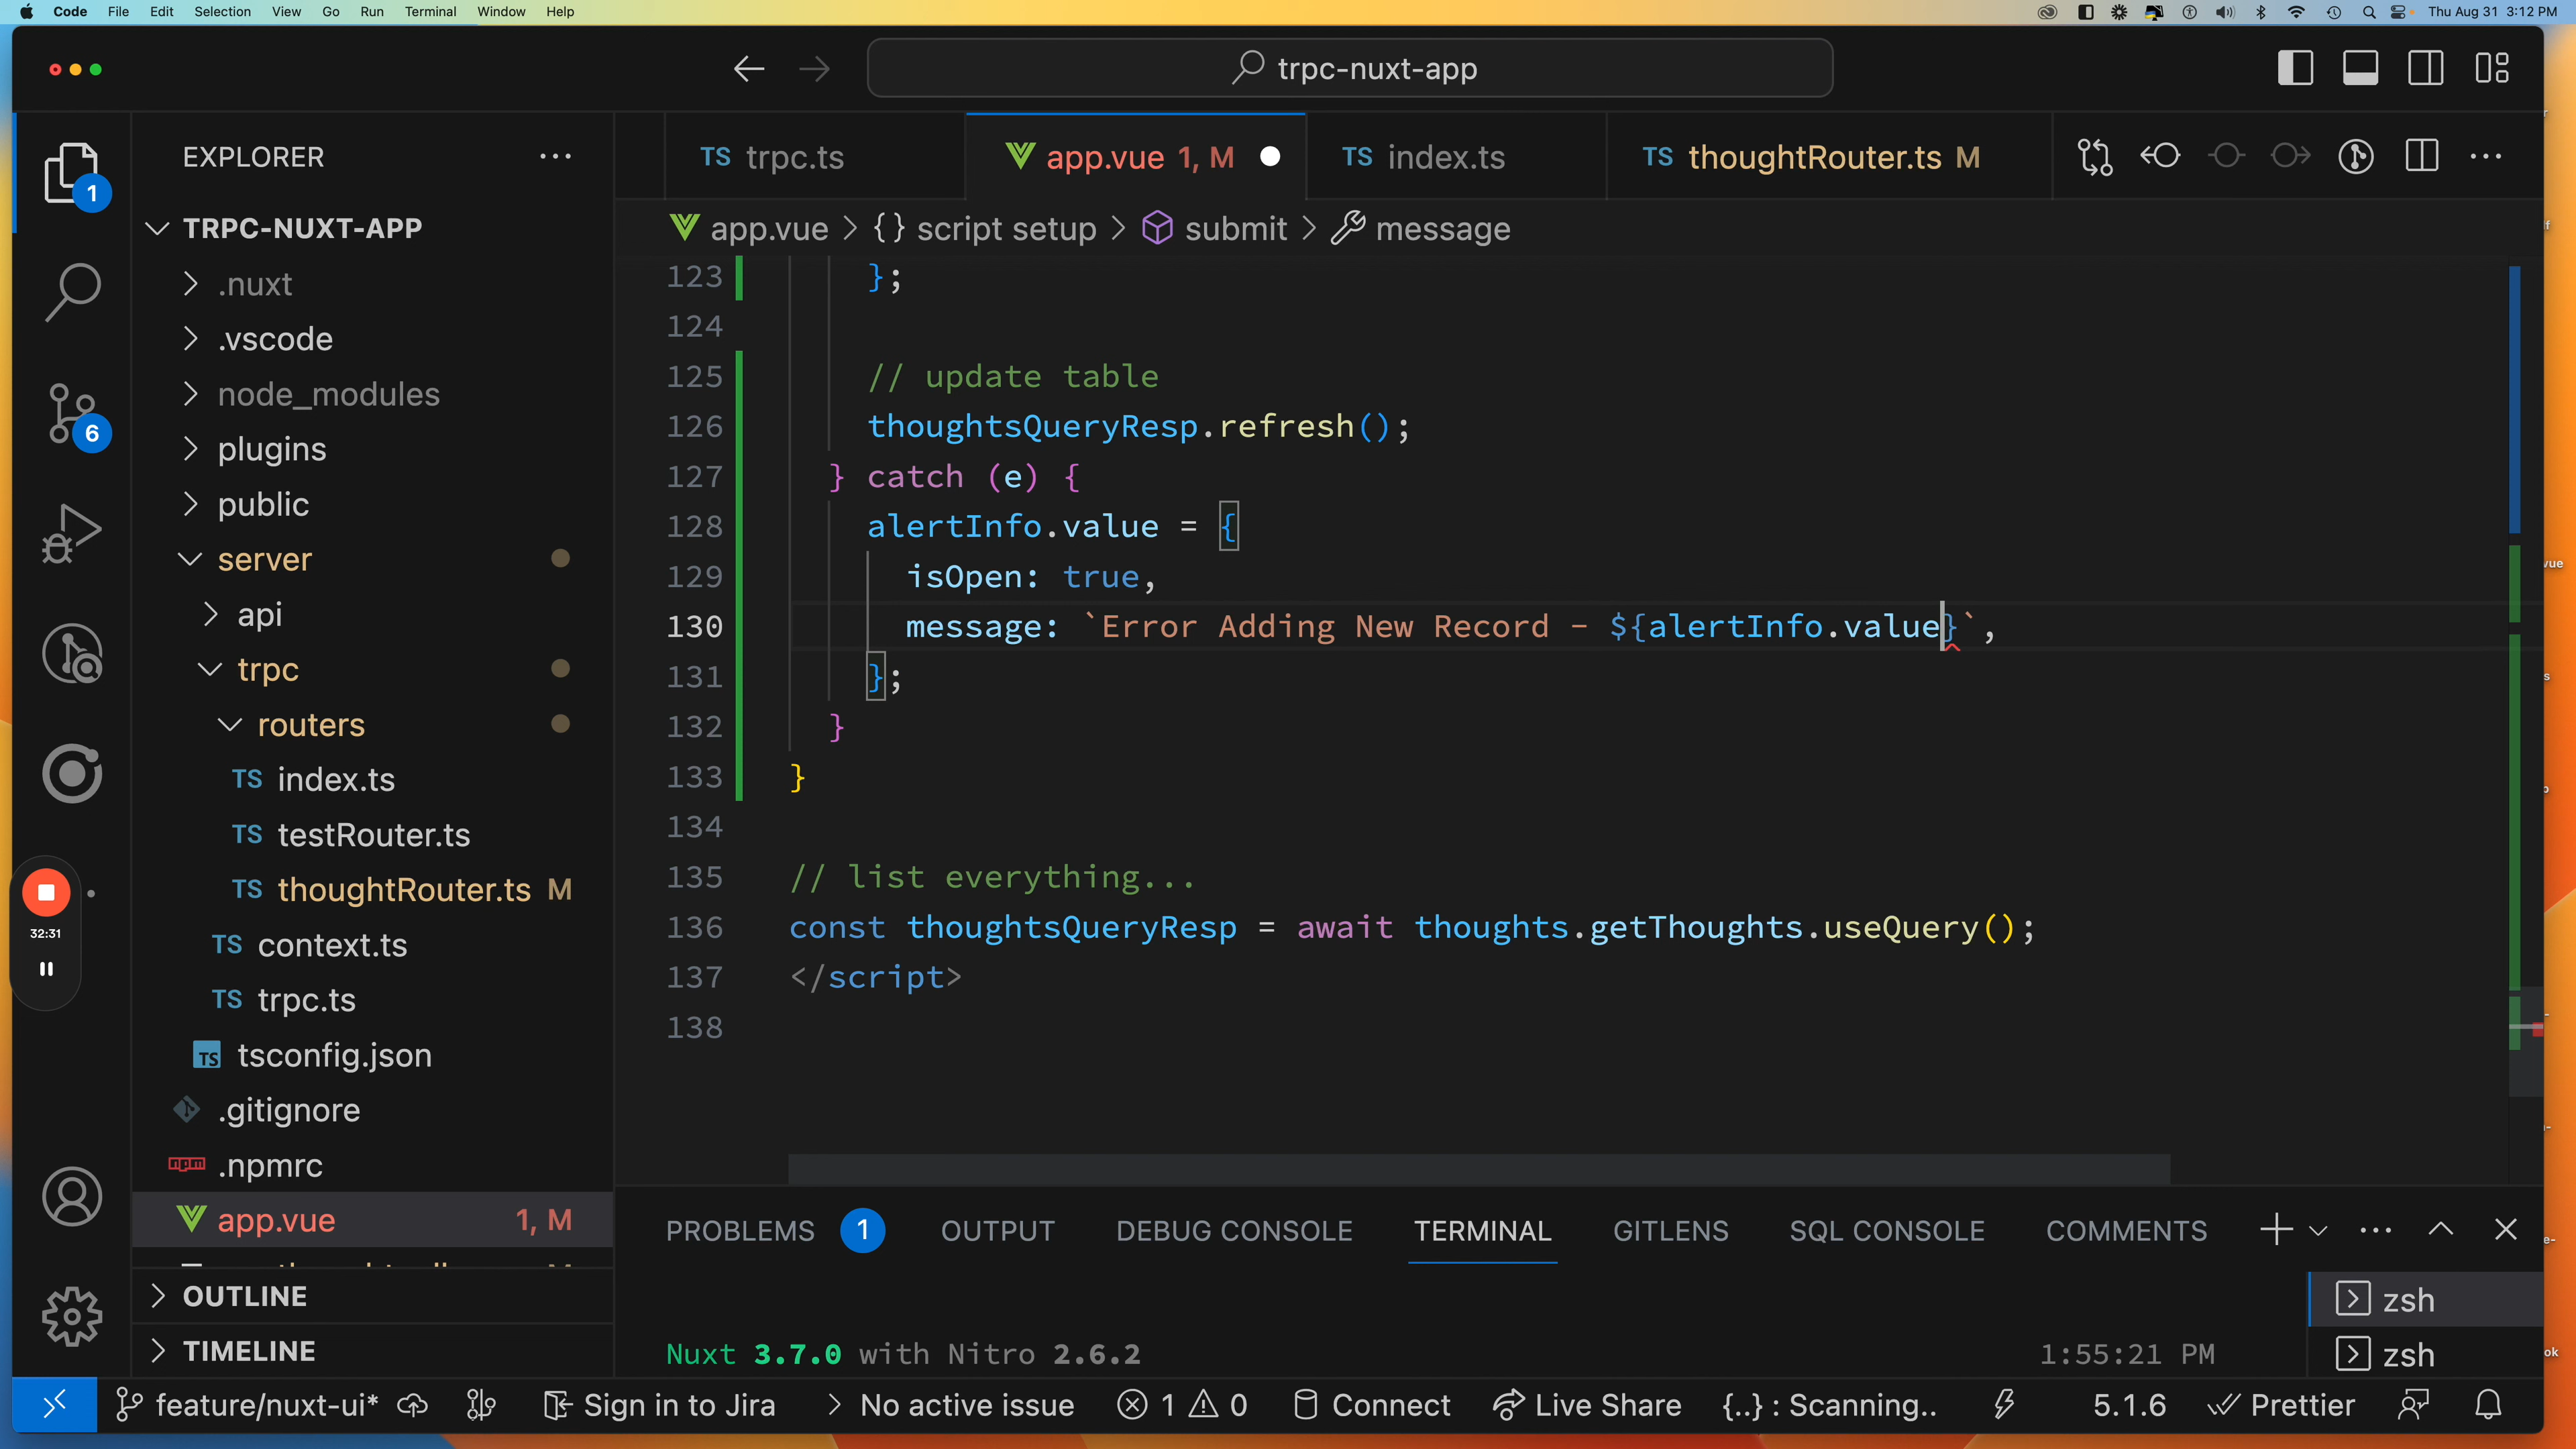 Code File Edit Selection View Go Run Terminal Window Help
Thu Aug 31 3:12 PM
trpc-nuxt-app
EXPLORER
TS trpc.ts
app.vue 1, M
TS index.ts
TS thoughtRouter.ts M
app.vue > {} script setup > submit > message
1
6
32:31
TRPC-NUXT-APP
.nuxt
.vscode
node_modules
plugins
public
server
api
trpc
routers
TS index.ts
TS testRouter.ts
TS thoughtRouter.ts M
TS context.ts
TS trpc.ts
TS tsconfig.json
.gitignore
npm .npmrc
app.vue 1, M
OUTLINE
TIMELINE
123 };
124
125 // update table
126 thoughtsQueryResp.refresh();
127 } catch (e) {
128 alertInfo.value = {
129 isOpen: true,
130 message: `Error Adding New Record - ${alertInfo.value}`,
131 };
132 }
133 }
134
135 // list everything...
136 const thoughtsQueryResp = await thoughts.getThoughts.useQuery();
137 </script>
138
PROBLEMS 1 OUTPUT DEBUG CONSOLE TERMINAL GITLENS SQL CONSOLE COMMENTS
Nuxt 3.7.0 with Nitro 2.6.2 1:55:21 PM
zsh
zsh
feature/nuxt-ui* Sign in to Jira > No active issue 1 0 Connect Live Share {..} : Scanning.. 5.1.6 Prettier